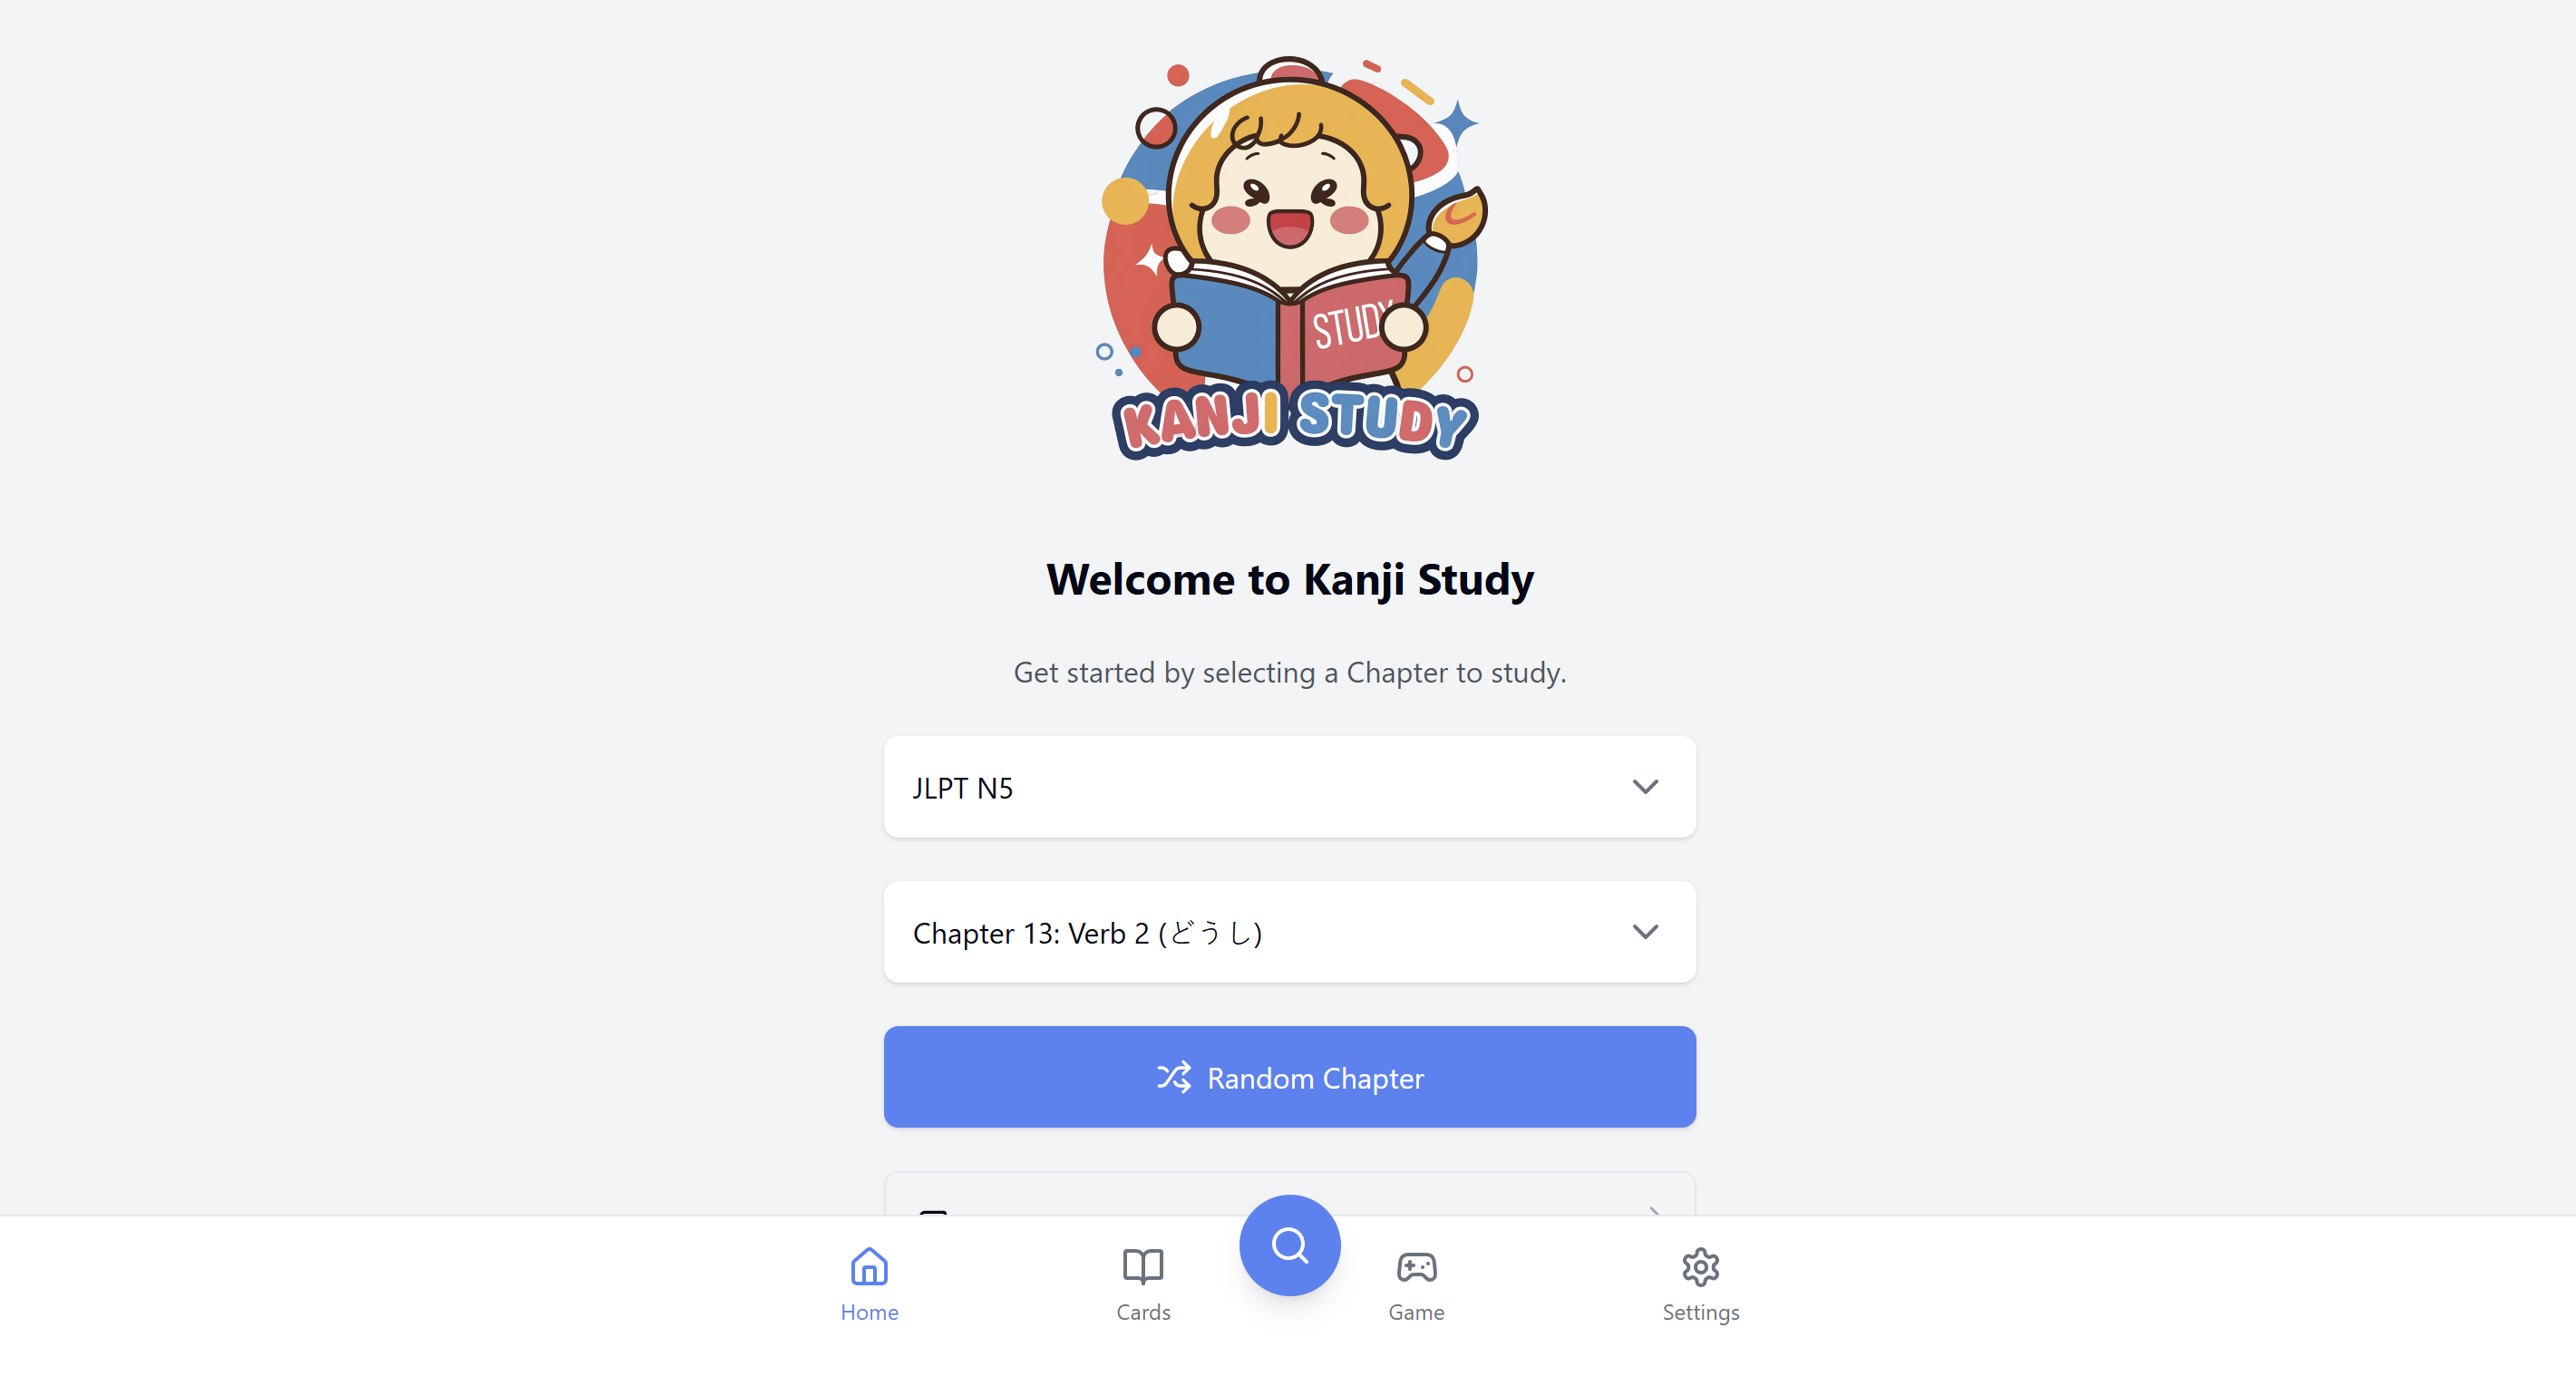 STUDY
KANJI STUDY
Welcome to Kanji Study
Get started by selecting a Chapter to study.
JLPT N5
Chapter 13: Verb 2 (どうし)
Random Chapter
Home
Cards
Game
Settings